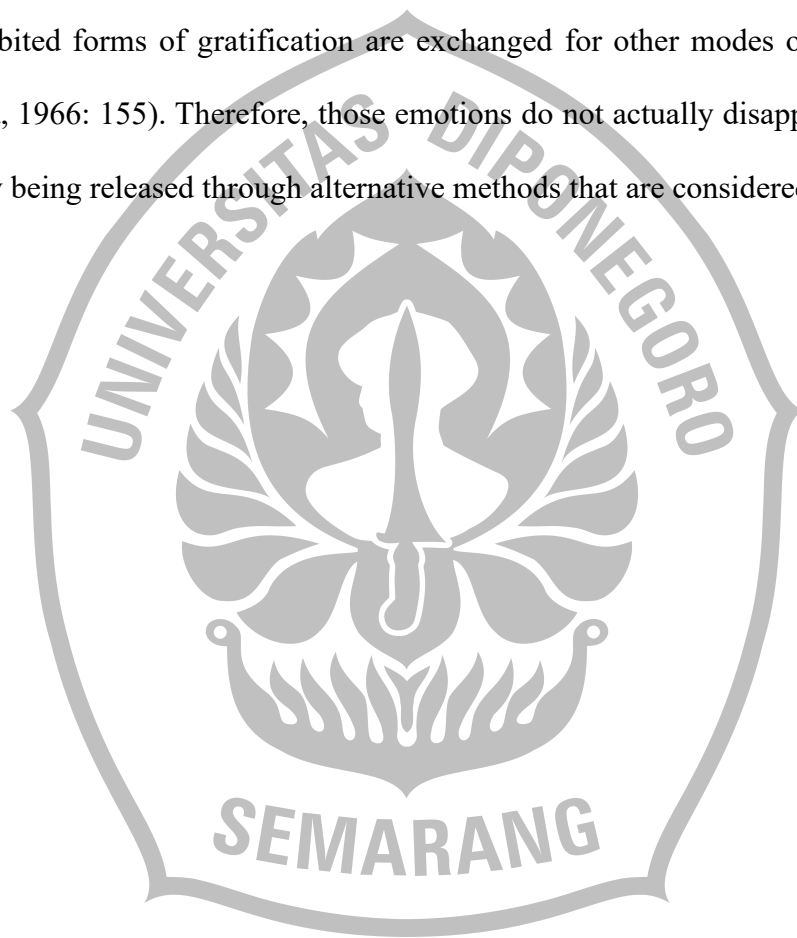 bited forms of gratification are exchanged for other modes o
, 1966: 155). Therefore, those emotions do not actually disapp
being released through alternative methods that are considered
UNIVERSITAS DIPONEGORO
SEMARANG